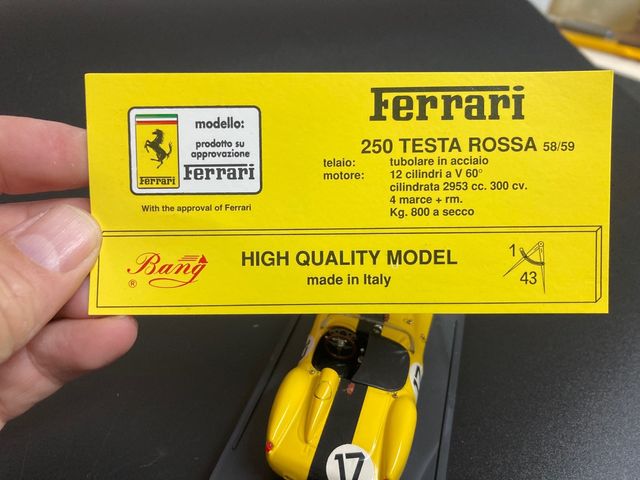 Ferrari
250 TESTA ROSSA 58/59
telaio: tubolare in acciaio
motore: 12 cilindri a V 60°
cilindrata 2953 cc. 300 cv.
4 marce + rm.
Kg. 800 a secco
modello:
prodotto su
approvazione
Ferrari
Ferrari
With the approval of Ferrari
Bang
®
HIGH QUALITY MODEL
made in Italy
1
43
17
17